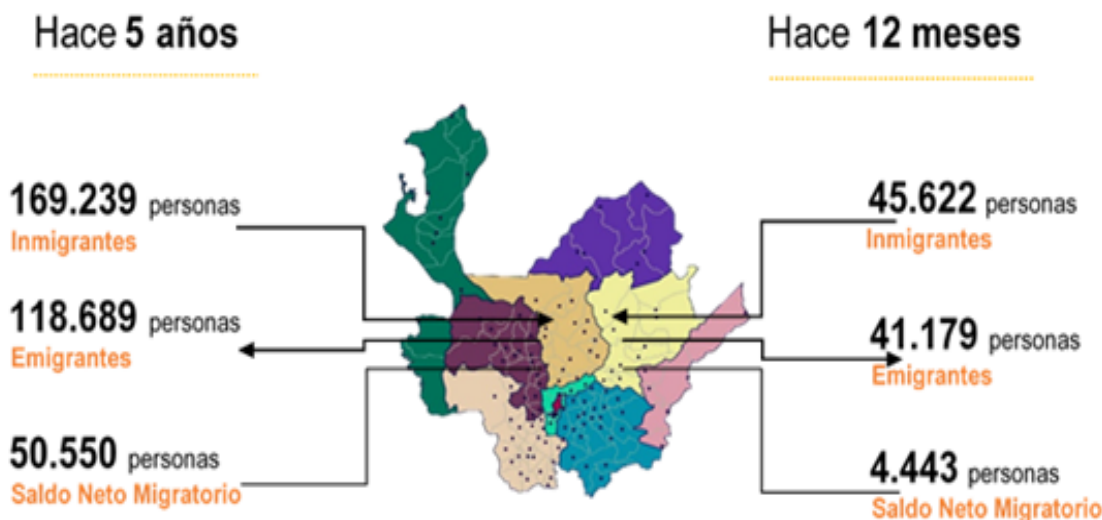 Hace 5 años
169.239 personas
Inmigrantes
118.689 personas
Emigrantes
50.550 personas
Saldo Neto Migratorio
Hace 12 meses
45.622 personas
Inmigrantes
41.179 personas
Emigrantes
4.443 personas
Saldo Neto Migratorio